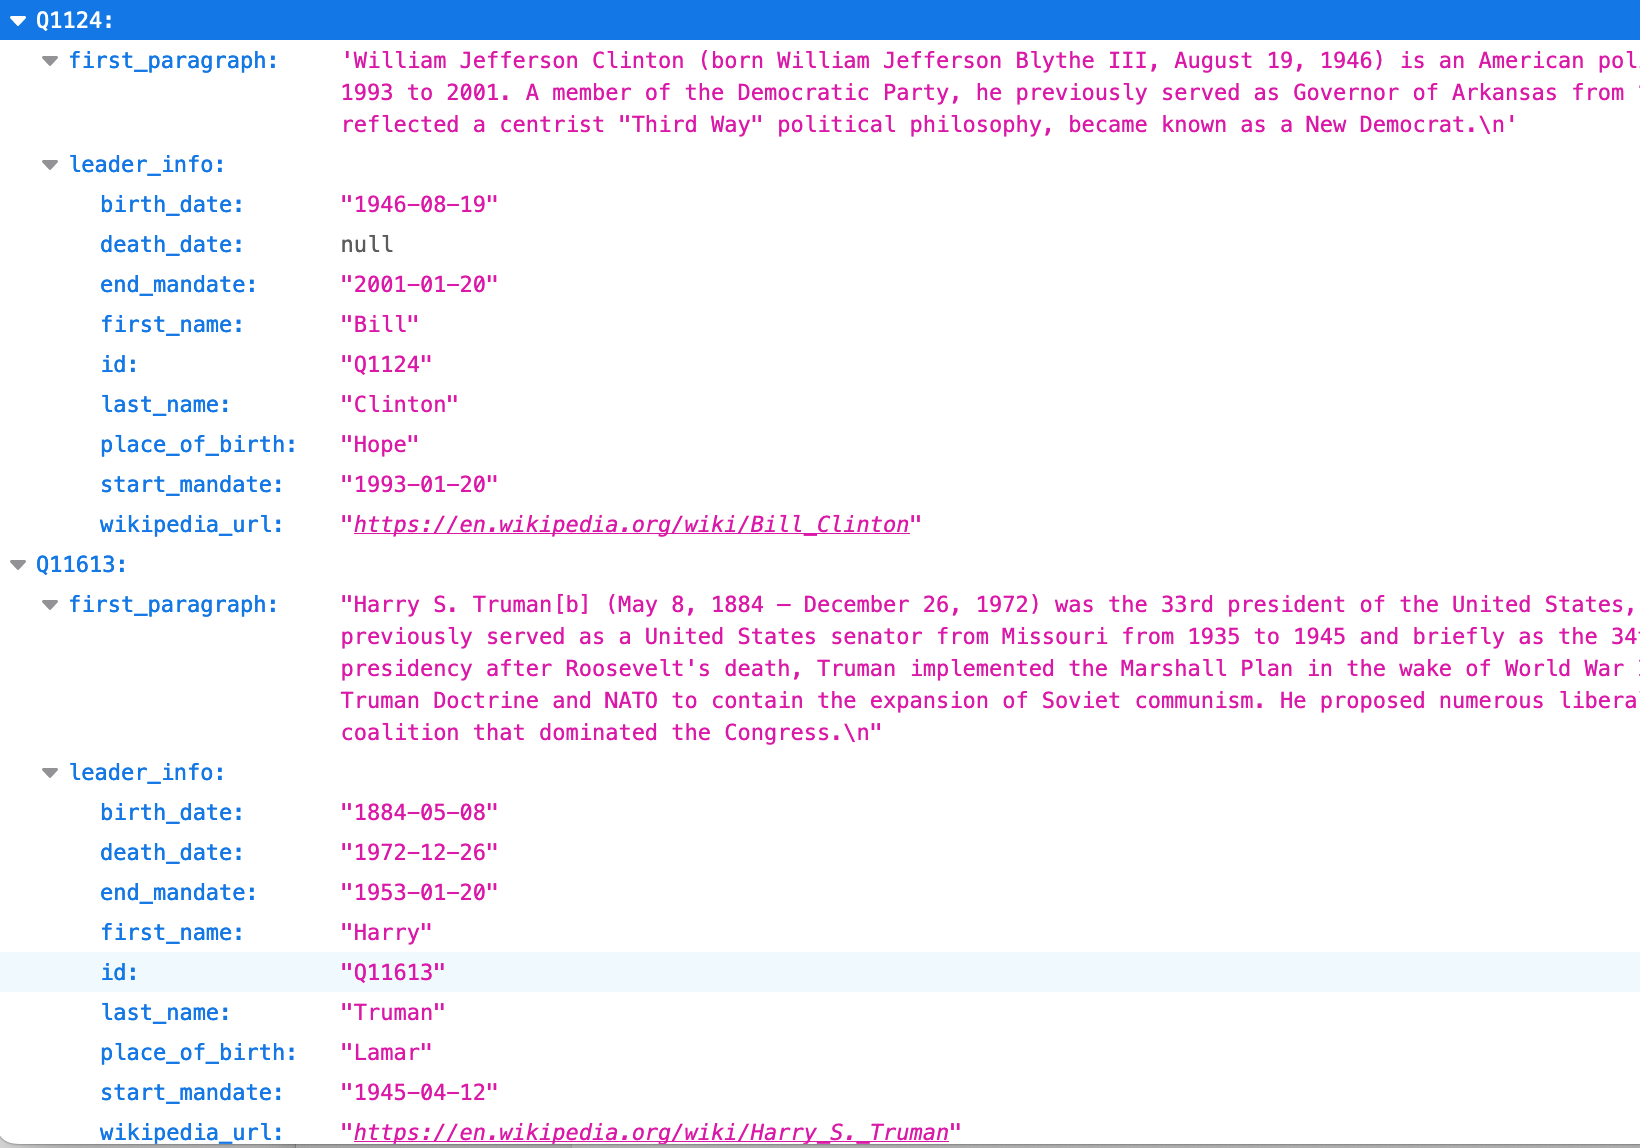 Q1124:
first_paragraph: 'William Jefferson Clinton (born William Jefferson Blythe III, August 19, 1946) is an American
1993 to 2001. A member of the Democratic Party, he previously served as Governor of Arkansas from
reflected a centrist "Third Way" political philosophy, became known as a New Democrat.\n'
leader_info:
birth_date: "1946-08-19"
death_date: null
end_mandate: "2001-01-20"
first_name: "Bill"
id: "Q1124"
last_name: "Clinton"
place_of_birth: "Hope"
start_mandate: "1993-01-20"
wikipedia_url: "https://en.wikipedia.org/wiki/Bill_Clinton"
Q11613:
first_paragraph: "Harry S. Truman[b] (May 8, 1884 – December 26, 1972) was the 33rd president of the United States,
previously served as a United States senator from Missouri from 1935 to 1945 and briefly as the
presidency after Roosevelt's death, Truman implemented the Marshall Plan in the wake of World War
Truman Doctrine and NATO to contain the expansion of Soviet communism. He proposed numerous
coalition that dominated the Congress.\n"
leader_info:
birth_date: "1884-05-08"
death_date: "1972-12-26"
end_mandate: "1953-01-20"
first_name: "Harry"
id: "Q11613"
last_name: "Truman"
place_of_birth: "Lamar"
start_mandate: "1945-04-12"
wikipedia_url: "https://en.wikipedia.org/wiki/Harry_S._Truman"